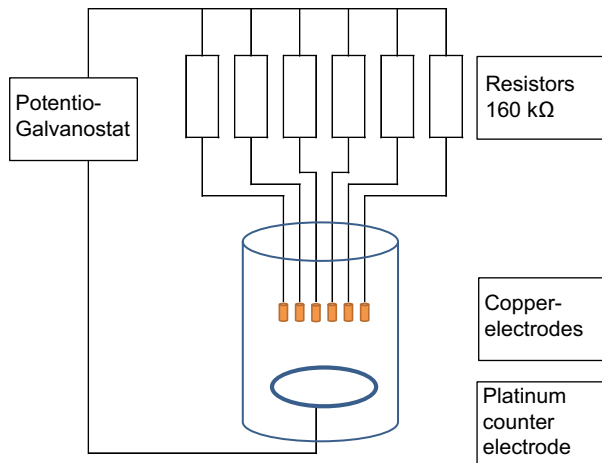 Potentio-
Galvanostat
Resistors
160 kΩ
Copper-
electrodes
Platinum
counter
electrode